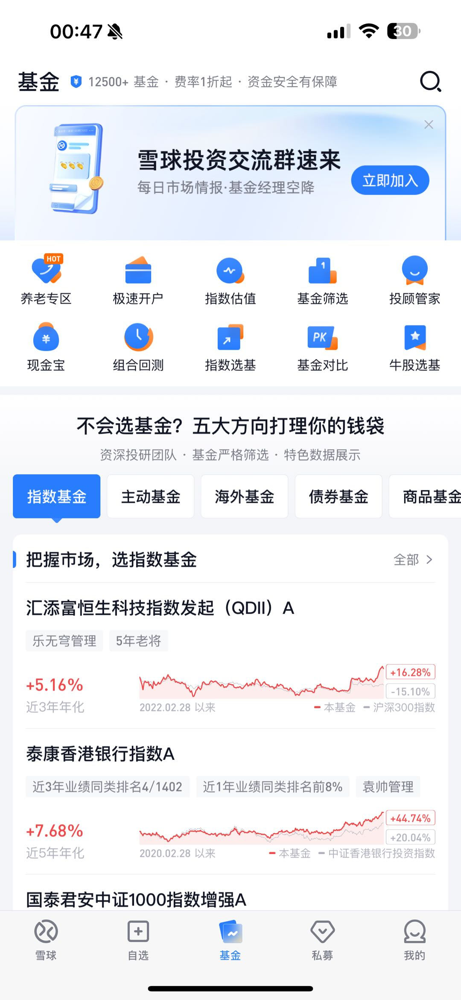 00:47
30
基金 12500+ 基金 · 费率1折起 · 资金安全有保障
雪球投资交流群速来
每日市场情报·基金经理空降
立即加入
HOT
养老专区 极速开户 指数估值 基金筛选 投顾管家
PK
现金宝 组合回测 指数选基 基金对比 牛股选基
不会选基金？五大方向打理你的钱袋
资深投研团队 · 基金严格筛选 · 特色数据展示
指数基金 主动基金 海外基金 债券基金 商品基金
把握市场，选指数基金 全部
汇添富恒生科技指数发起（QDII）A
乐无穹管理 5年老将
+16.28%
+5.16%
-15.10%
近3年年化 2022.02.28 以来 本基金 沪深300指数
泰康香港银行指数A
近3年业绩同类排名4/1402 近1年业绩同类排名前8% 袁帅管理
+44.74%
+7.68%
+20.04%
近5年年化 2020.02.28 以来 本基金 中证香港银行投资指数
国泰君安中证1000指数增强A
雪球 自选 基金 私募 我的